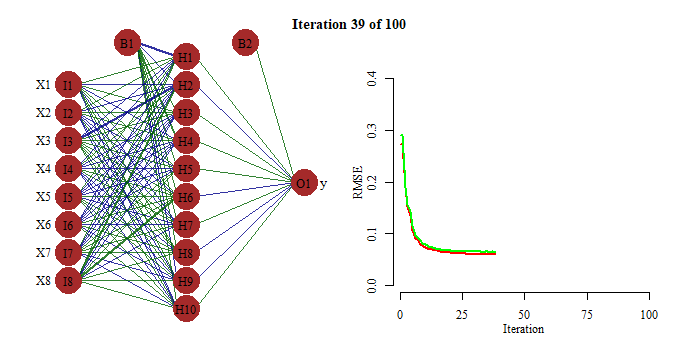 Iteration 39 of 100
B1
B2
H1
X1 I1
H2
X2 I2
H3
X3 I3
H4
X4 I4
H5
X5 I5
H6
X6 I6
H7
X7 I7
H8
X8 I8
H9
H10
O1 y
RMSE
0.4
0.3
0.2
0.1
0.0
0 25 50 75 100
Iteration